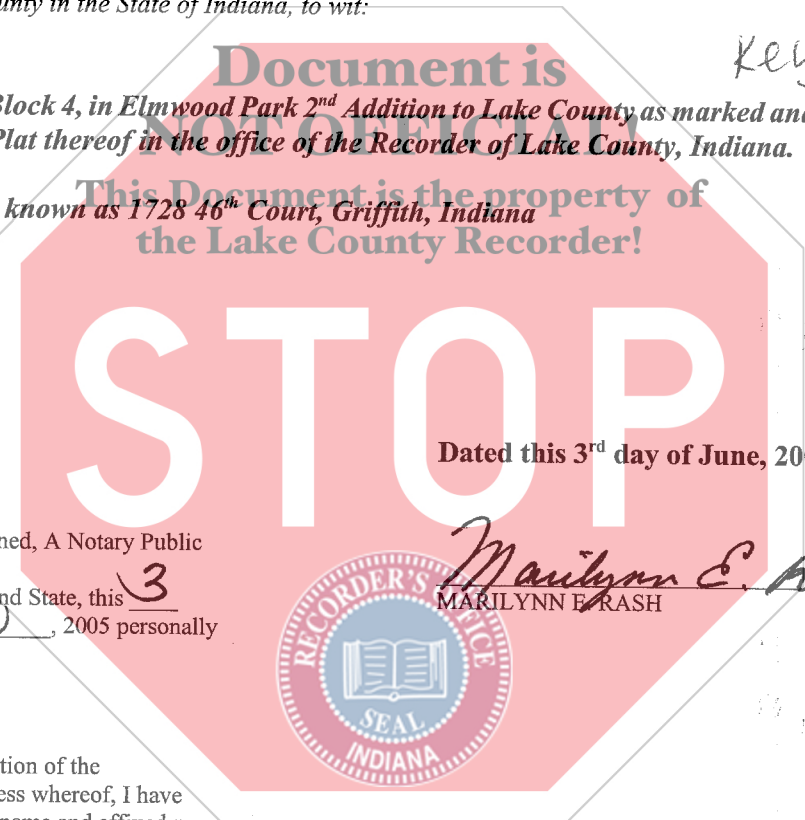 unty in the State of Indiana, to wit:
Document is
Key
Block 4, in Elmwood Park 2nd Addition to Lake County as marked and
NOT OFFICIAL!
Plat thereof in the office of the Recorder of Lake County, Indiana.
This Document is the property of
known as 1728 46th Court, Griffith, Indiana
the Lake County Recorder!
STOP
Dated this 3rd day of June, 20
ned, A Notary Public
Marilynn E.
nd State, this 3
MARILYNN E. RASH
, 2005 personally
RECORDER'S OFFICE
SEAL
INDIANA
tion of the
ess whereof, I have
name and affixed